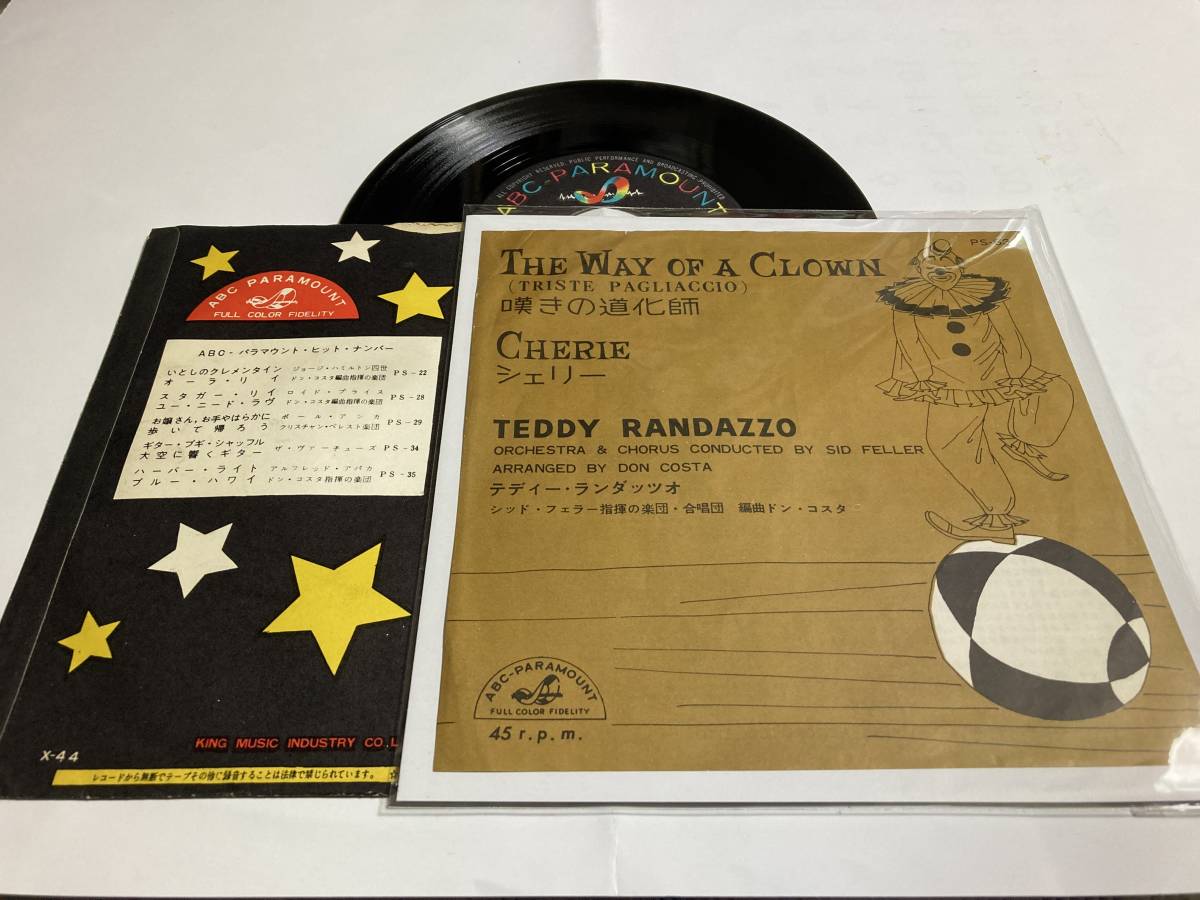 ALL COPYRIGHT RESERVED. PUBLIC PERFORMANCE AND BROADCASTING PROHIBITED
ABC-PARAMOUNT
ABC PARAMOUNT
FULL COLOR FIDELITY
ABC-パラマウント・ヒット・ナンバー
いとしのクレメンタイン ジョージ・ハミルトン四世
オーラ・リイ ドン・コスタ編曲指揮の楽団 PS-22
スタガー・リイ ロイド・プライス
ユー・ニード・ラヴ ドン・コスタ編曲指揮の楽団 PS-28
お嬢さん,お手やはらかに ポール・アンカ
歩いて帰ろう クリスチャン・ベレスト楽団 PS-29
ギター・ブギ・シャッフル
大空に響くギター ザ・ヴァーチューズ PS-34
ハーバー・ライト アルフレッド・アパカ
ブルー・ハワイ ドン・コスタ指揮の楽団 PS-35
KING MUSIC INDUSTRY CO.L
X-44
レコードから無断でテープその他に録音することは法律で禁じられています。
THE WAY OF A CLOWN
(TRISTE PAGLIACCIO)
嘆きの道化師
CHERIE
シェリー
TEDDY RANDAZZO
ORCHESTRA & CHORUS CONDUCTED BY SID FELLER
ARRANGED BY DON COSTA
テディー・ランダッツオ
シッド・フェラー指揮の楽団・合唱団 編曲ドン・コスタ
ABC-PARAMOUNT
FULL COLOR FIDELITY
45 r.p.m.